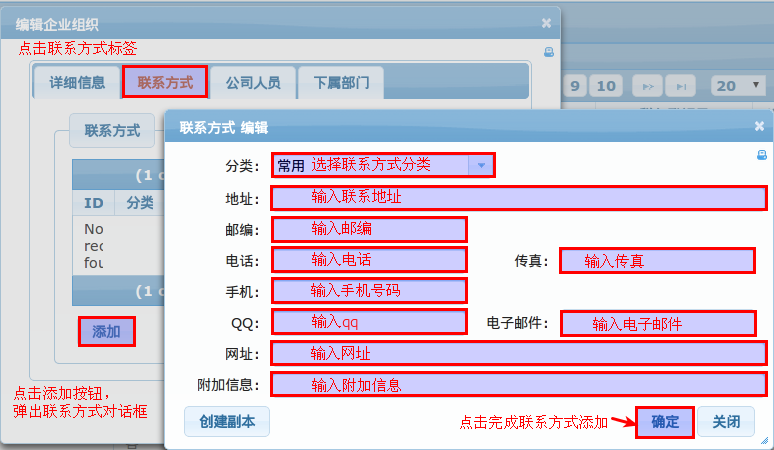 编辑企业组织
点击联系方式标签
详细信息 联系方式 公司人员 下属部门
9 10 20
联系方式
(1 o
ID 分类
No
rec
fou
(1 o
添加
点击添加按钮，
弹出联系方式对话框
联系方式 编辑
分类： 常用 选择联系方式分类
地址： 输入联系地址
邮编： 输入邮编
电话： 输入电话 传真： 输入传真
手机： 输入手机号码
QQ： 输入qq 电子邮件： 输入电子邮件
网址： 输入网址
附加信息： 输入附加信息
创建副本 点击完成联系方式添加 确定 关闭